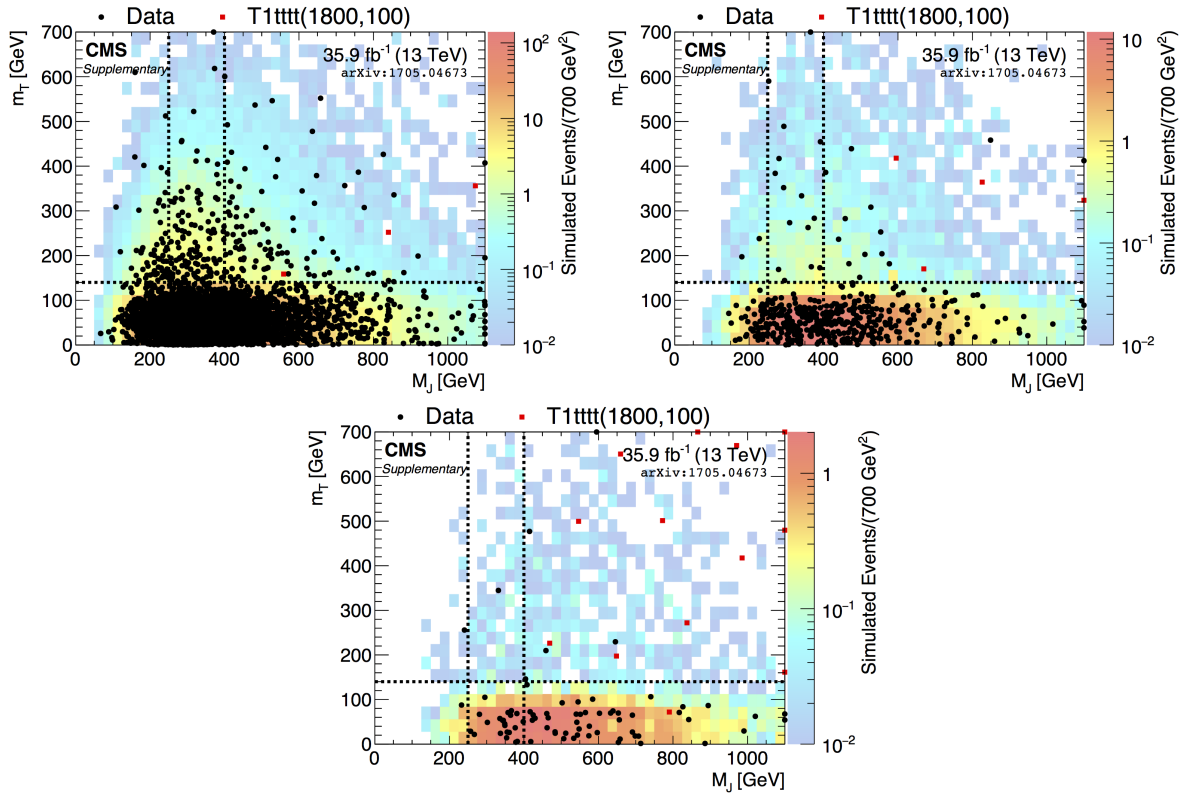 Data T1tttt(1800,100)
CMS
Supplementary
35.9 fb⁻¹ (13 TeV)
arXiv:1705.04673
mT [GeV]
700
600
500
400
300
200
100
0
0 200 400 600 800 1000
MJ [GeV]
10²
10
1
10⁻¹
10⁻²
Simulated Events/(700 GeV²)
Data T1tttt(1800,100)
CMS
Supplementary
35.9 fb⁻¹ (13 TeV)
arXiv:1705.04673
mT [GeV]
700
600
500
400
300
200
100
0
0 200 400 600 800 1000
MJ [GeV]
10
1
10⁻¹
10⁻²
Simulated Events/(700 GeV²)
Data T1tttt(1800,100)
CMS
Supplementary
35.9 fb⁻¹ (13 TeV)
arXiv:1705.04673
mT [GeV]
700
600
500
400
300
200
100
0
0 200 400 600 800 1000
MJ [GeV]
1
10⁻¹
10⁻²
Simulated Events/(700 GeV²)